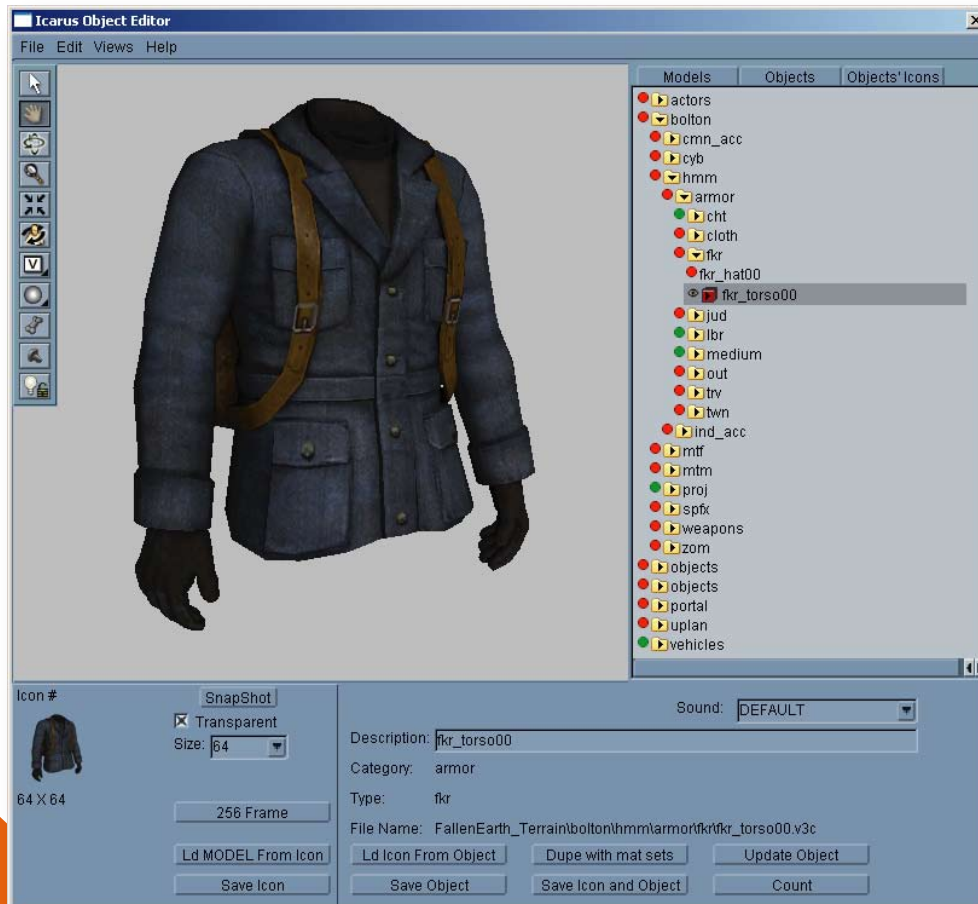 Icarus Object Editor
File Edit Views Help
Models Objects Objects' Icons
actors
bolton
cmn_acc
cyb
hmm
armor
cht
cloth
fkr
fkr_hat00
fkr_torso00
jud
lbr
medium
out
trv
twn
ind_acc
mtf
mtm
proj
spfx
weapons
zom
objects
objects
portal
uplan
vehicles
V
Icon #
SnapShot
Transparent
Size: 64
64 X 64
256 Frame
Ld MODEL From Icon
Save Icon
Sound: DEFAULT
Description: fkr_torso00
Category: armor
Type: fkr
File Name: FallenEarth_Terrain\bolton\hmm\armor\fkr\fkr_torso00.v3c
Ld Icon From Object Dupe with mat sets Update Object
Save Object Save Icon and Object Count